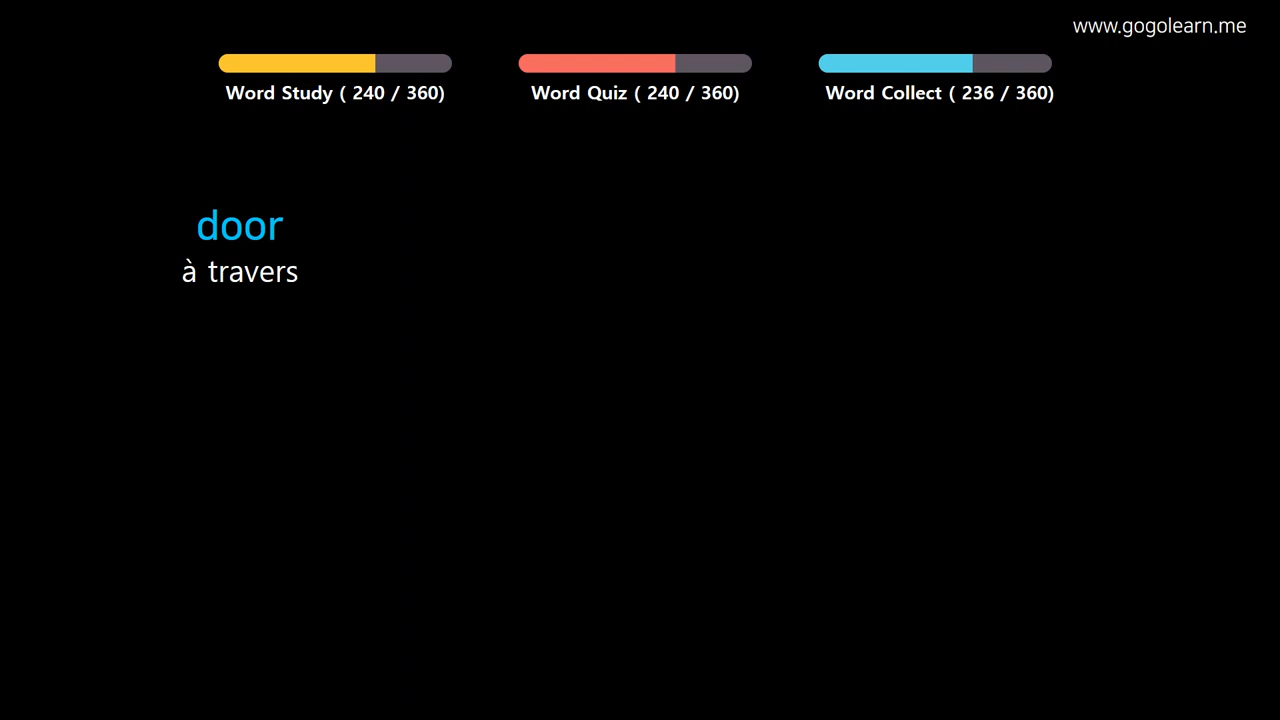 www.gogolearn.me
Word Study ( 240 / 360)
Word Quiz ( 240 / 360)
Word Collect ( 236 / 360)
door
à travers